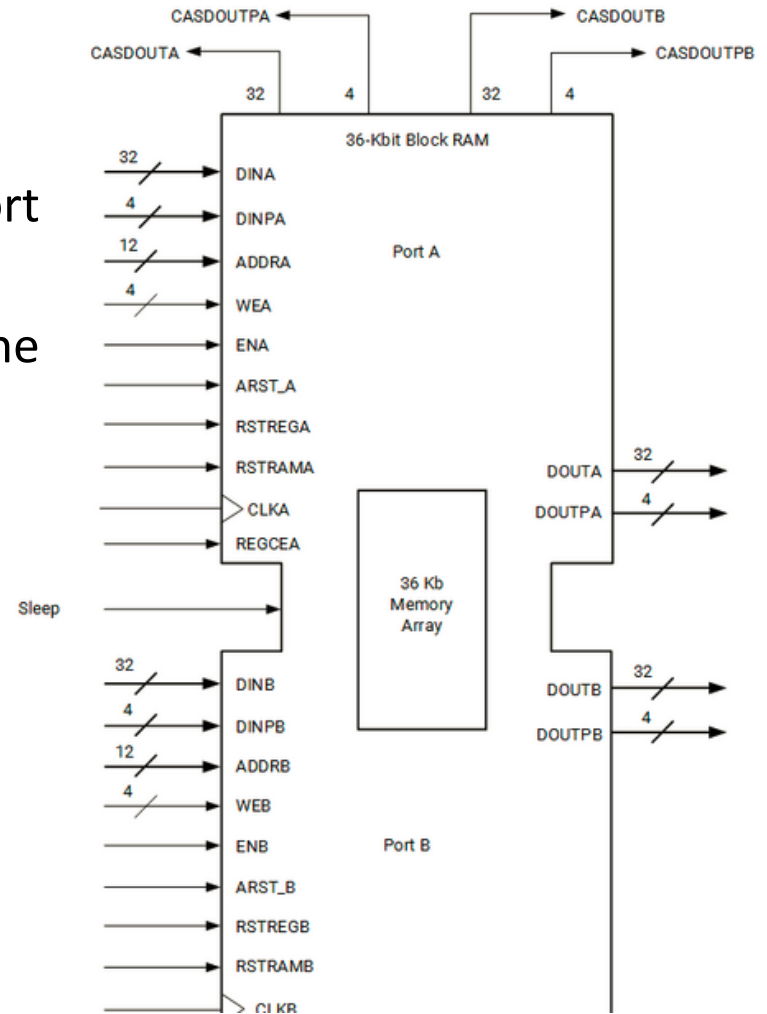 CASDOUTPA
CASDOUTB
CASDOUTA
CASDOUTPB
32
4
32
4
36-Kbit Block RAM
32
DINA
ort
4
DINPA
Port A
12
ADDRA
4
WEA
ne
ENA
ARST_A
RSTREGA
RSTRAMA
32
DOUTA
CLKA
4
DOUTPA
REGCEA
36 Kb
Memory
Array
Sleep
32
DINB
32
DOUTB
4
DINPB
4
DOUTPB
12
ADDRB
4
WEB
ENB
Port B
ARST_B
RSTREGB
RSTRAMB
CLKB